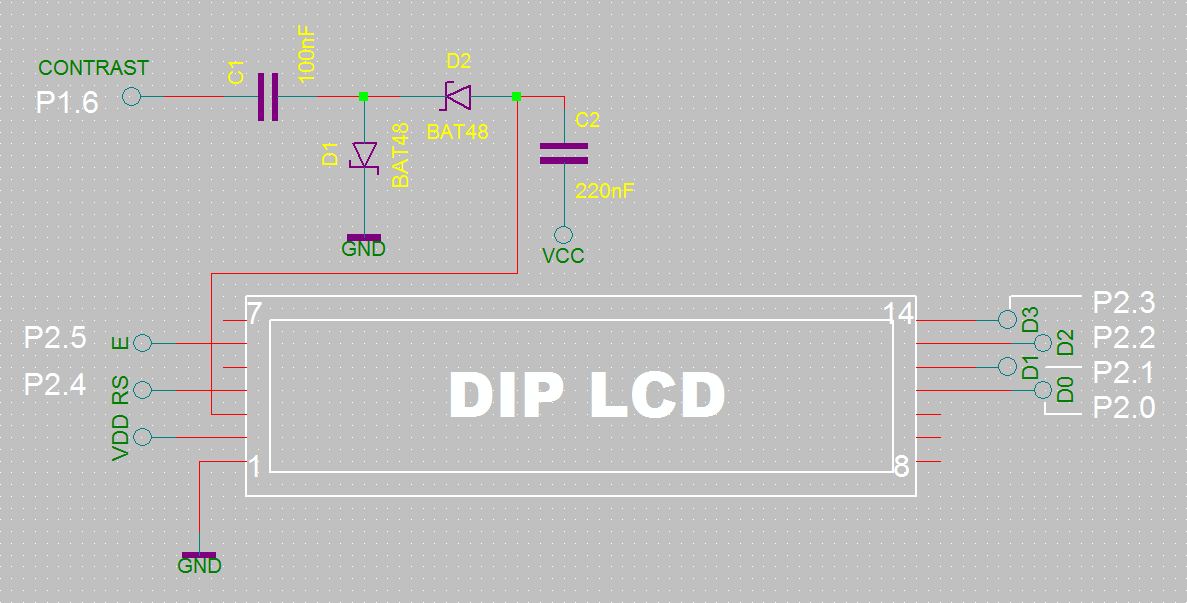 CONTRAST
P1.6
C1
100nF
D2
BAT48
D1
BAT48
C2
220nF
GND
VCC
7
14
P2.5
E
P2.4
RS
VDD
1
8
DIP LCD
GND
D3
P2.3
D2
P2.2
D1
P2.1
D0
P2.0